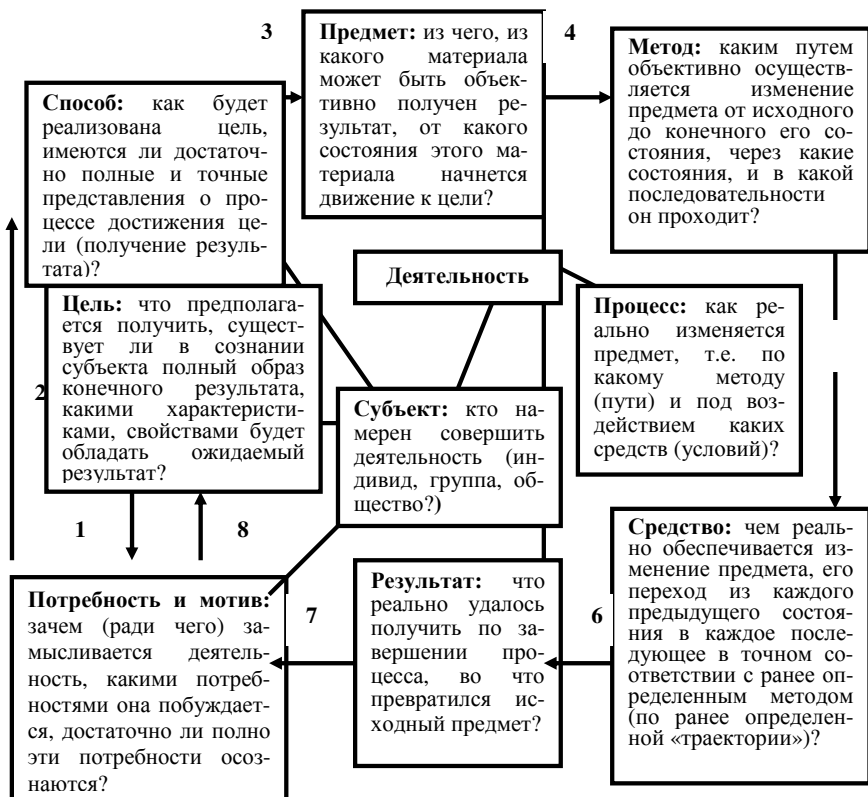 3
Предмет: из чего, из
какого материала
может быть объек-
тивно получен ре-
зультат, от какого
состояния этого ма-
териала начнется
движение к цели?
4
Метод: каким путем
объективно осуществ-
ляется изменение
предмета от исходного
до конечного его со-
стояния, через какие
состояния, и в какой
последовательности
он проходит?
Способ: как будет
реализована цель,
имеются ли достаточ-
но полные и точные
представления о про-
цессе достижения це-
ли (получение резуль-
тата)?
Деятельность
Цель: что предполага-
ется получить, сущест-
вует ли в сознании
субъекта полный образ
конечного результата,
какими характеристи-
ками, свойствами будет
обладать ожидаемый
результат?
2
Процесс: как ре-
ально изменяется
предмет, т.е. по
какому методу
(пути) и под воз-
действием каких
средств (условий)?
Субъект: кто на-
мерен совершить
деятельность (ин-
дивид, группа, об-
щество?)
1
8
Потребность и мотив:
зачем (ради чего) за-
мысливается деятель-
ность, какими потреб-
ностями она побуждает-
ся, достаточно ли полно
эти потребности осоз-
наются?
7
Результат: что
реально удалось
получить по за-
вершении про-
цесса, во что
превратился ис-
ходный предмет?
6
Средство: чем реаль-
но обеспечивается из-
менение предмета, его
переход из каждого
предыдущего состоя-
ния в каждое после-
дующее в точном со-
ответствии с ранее оп-
ределенным методом
(по ранее определен-
ной «траектории»)?